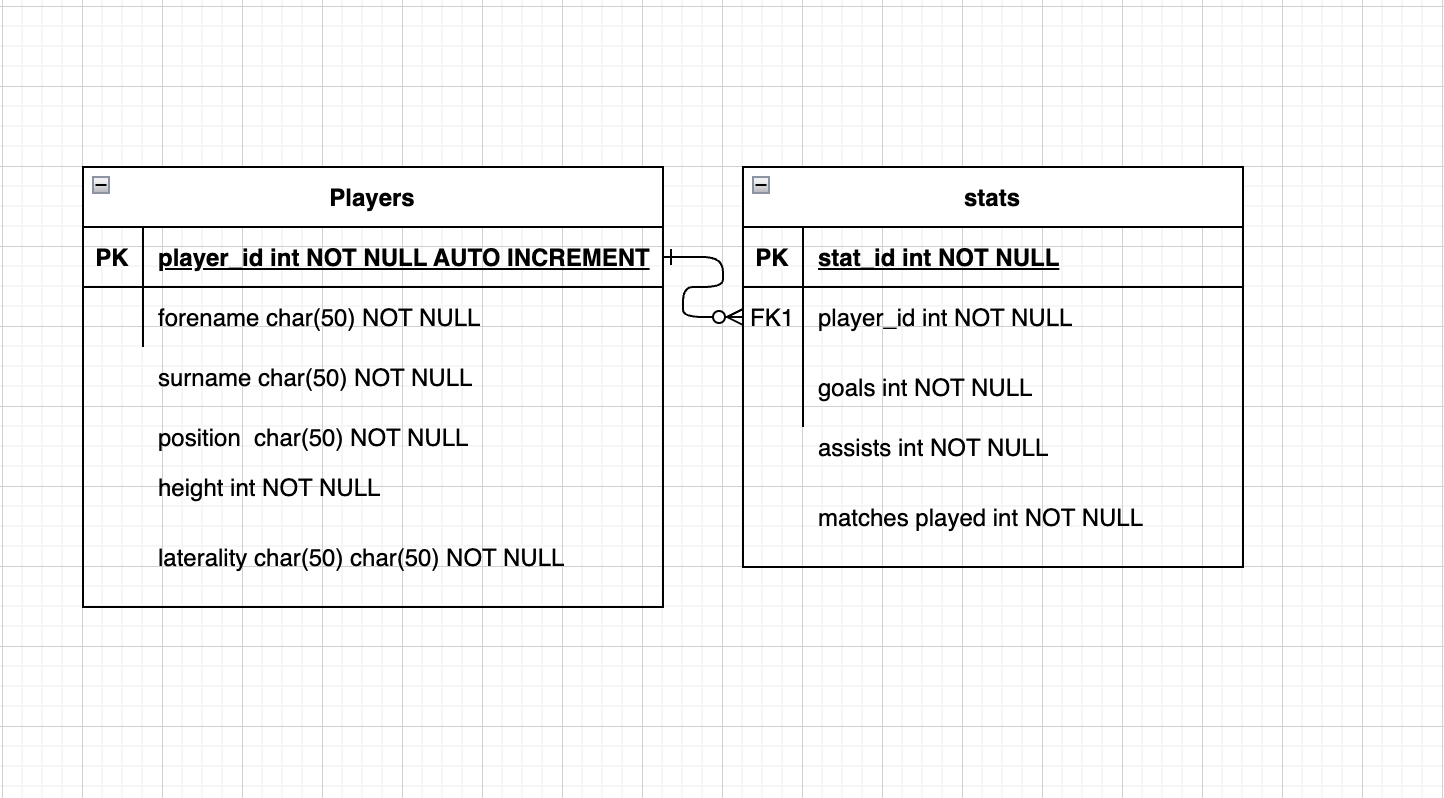 Players
PK player_id int NOT NULL AUTO INCREMENT
forename char(50) NOT NULL
surname char(50) NOT NULL
position  char(50) NOT NULL
height int NOT NULL
laterality char(50) char(50) NOT NULL
stats
PK stat_id int NOT NULL
FK1 player_id int NOT NULL
goals int NOT NULL
assists int NOT NULL
matches played int NOT NULL